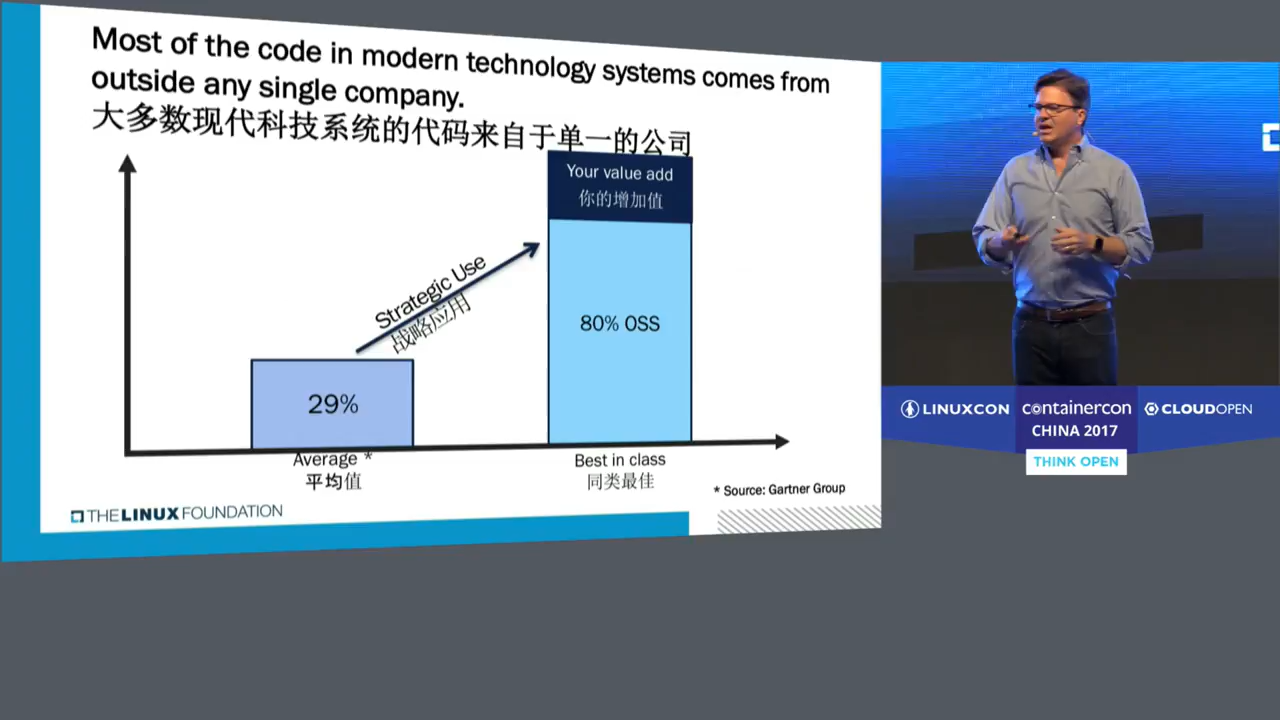 Most of the code in modern technology systems comes from
outside any single company.
大多数现代科技系统的代码来自于单一的公司
Your value add
你的增加值
Strategic Use
战略应用
80% OSS
29%
Average *
平均值
Best in class
同类最佳
* Source: Gartner Group
THE LINUX FOUNDATION
LINUXCON
containercon
CLOUDOPEN
CHINA 2017
THINK OPEN